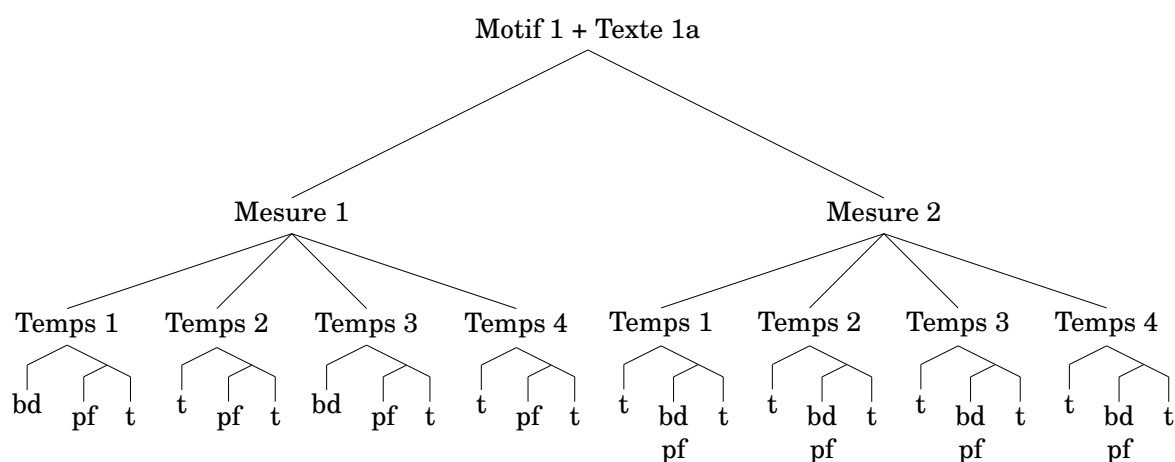 Motif 1 + Texte 1a
Mesure 1 Mesure 2
Temps 1 Temps 2 Temps 3 Temps 4 Temps 1 Temps 2 Temps 3 Temps 4
bd pf t t pf t bd pf t t pf t t bd t t bd t t bd t t bd t
pf pf pf pf